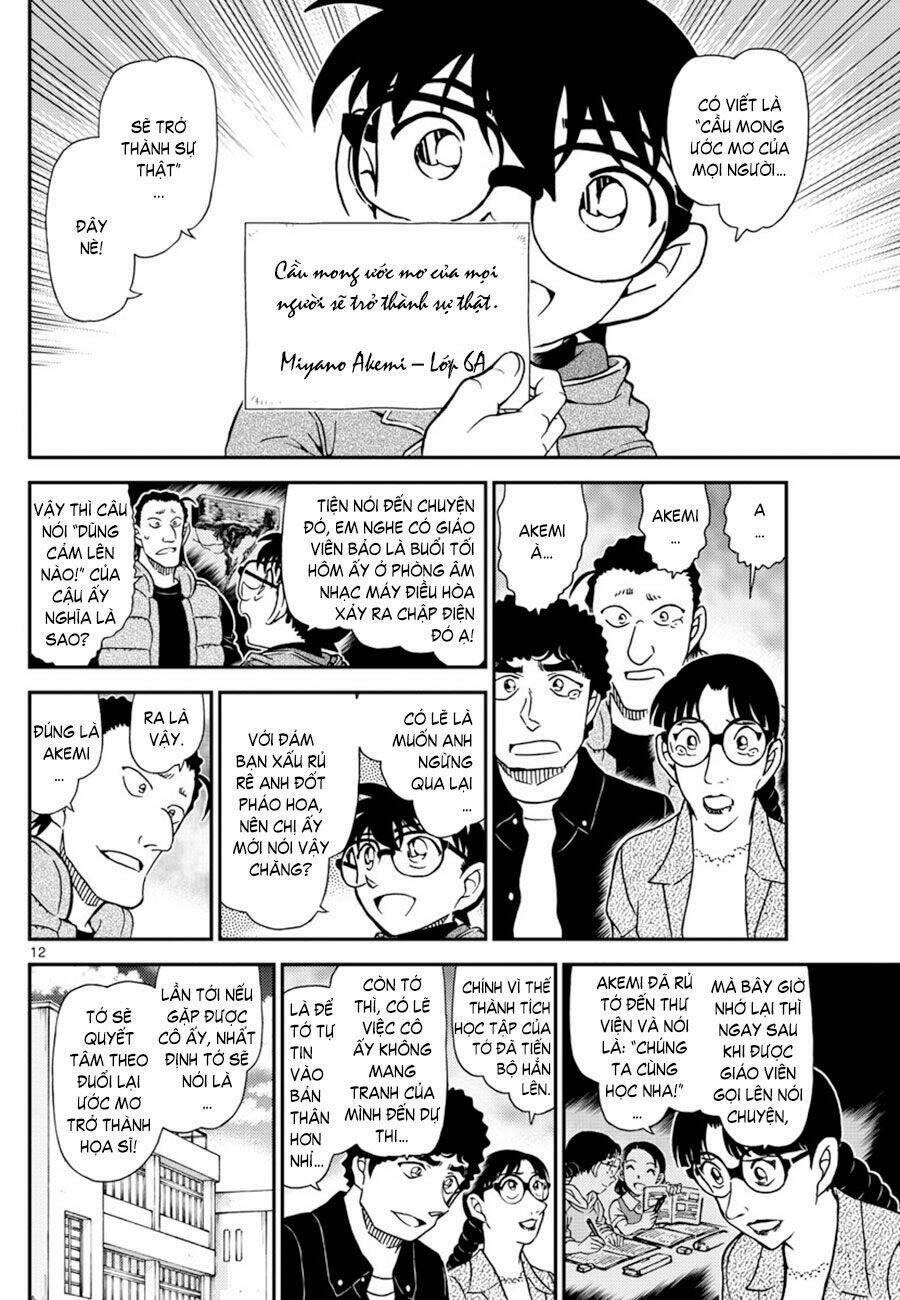 CÓ VIẾT LÀ
"CẦU MONG
ƯỚC MƠ CỦA
MỌI NGƯỜI...
SẼ TRỞ
THÀNH SỰ
THẬT"
...
ĐÂY
NÈ!
Cầu mong ước mơ của mọi
người sẽ trở thành sự thật.
Miyano Akemi – Lớp 6A
A
...
AKEMI
...
AKEMI
À...
TIỆN NÓI ĐẾN CHUYỆN
ĐÓ, EM NGHE CÓ GIÁO
VIÊN BẢO LÀ BUỔI TỐI
HÔM ẤY Ở PHÒNG ÂM
NHẠC MÁY ĐIỀU HÒA
XẢY RA CHẬP ĐIỆN
ĐÓ Ạ!
VẬY THÌ CÂU
NÓI "DŨNG
CẢM LÊN
NÀO!" CỦA
CẬU ẤY
NGHĨA LÀ
SAO?
CÓ LẼ LÀ
MUỐN ANH
NGỪNG
QUA LẠI
...
VỚI ĐÁM
BẠN XẤU RỦ
RÊ ANH ĐỐT
PHÁO HOA,
NÊN CHỊ ẤY
MỚI NÓI VẬY
CHĂNG?
RA LÀ
VẬY.
ĐÚNG LÀ
AKEMI
...
12
MÀ BÂY GIỜ
NHỚ LẠI THÌ
NGAY SAU
KHI ĐƯỢC
GIÁO VIÊN
GỌI LÊN NÓI
CHUYỆN,
AKEMI ĐÃ RỦ
TỚ ĐẾN THƯ
VIỆN VÀ NÓI
LÀ: "CHÚNG
TA CÙNG
HỌC NHA!"
...
CHÍNH VÌ THẾ
THÀNH TÍCH
HỌC TẬP CỦA
TỚ ĐÃ TIẾN
BỘ HẲN
LÊN.
CÒN TỚ
THÌ, CÓ LẼ
VIỆC CÔ
ẤY KHÔNG
MANG
TRANH CỦA
MÌNH ĐẾN DỰ
THI...
LÀ ĐỂ
TỚ TỰ
TIN
VÀO
BẢN
THÂN
HƠN
NHỈ...
LẦN TỚI NẾU
GẶP ĐƯỢC
CÔ ẤY, NHẤT
ĐỊNH TỚ SẼ
NÓI LÀ
...
TỚ SẼ
QUYẾT
TÂM THEO
ĐUỔI LẠI
ƯỚC MƠ
TRỞ THÀNH
HỌA SĨ!